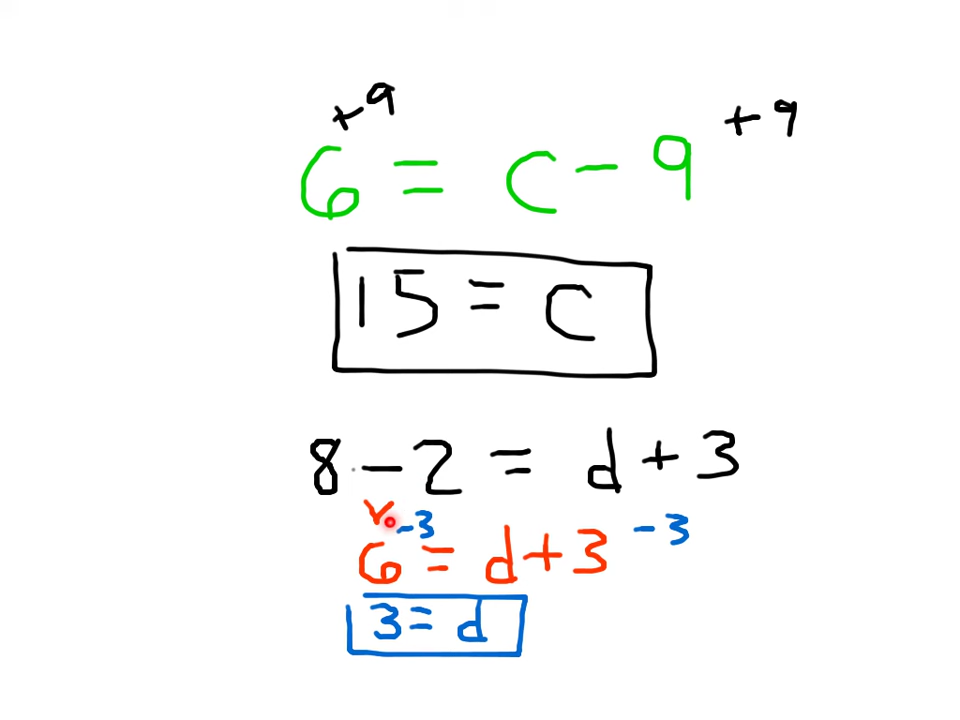 +9 +9
6 = c - 9
15 = c
8 - 2 = d + 3
-3 -3
6 = d + 3
3 = d